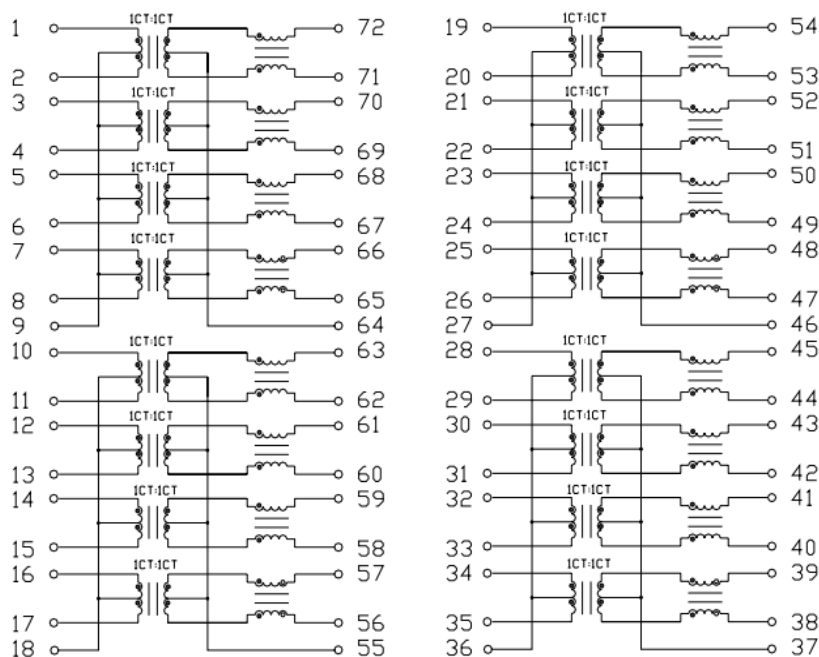 1CT:1CT 1CT:1CT
1 72 19 54
2 71 20 53
1CT:1CT 1CT:1CT
3 70 21 52
4 69 22 51
1CT:1CT 1CT:1CT
5 68 23 50
6 67 24 49
1CT:1CT 1CT:1CT
7 66 25 48
8 65 26 47
9 64 27 46
1CT:1CT 1CT:1CT
10 63 28 45
11 62 29 44
1CT:1CT 1CT:1CT
12 61 30 43
13 60 31 42
1CT:1CT 1CT:1CT
14 59 32 41
15 58 33 40
1CT:1CT 1CT:1CT
16 57 34 39
17 56 35 38
18 55 36 37